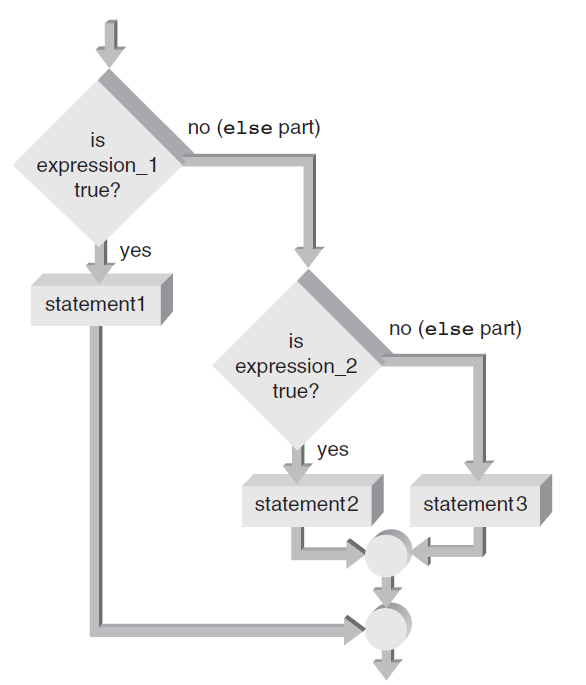 no (else part)
is
expression_1
true?
yes
statement1
no (else part)
is
expression_2
true?
yes
statement2
statement3